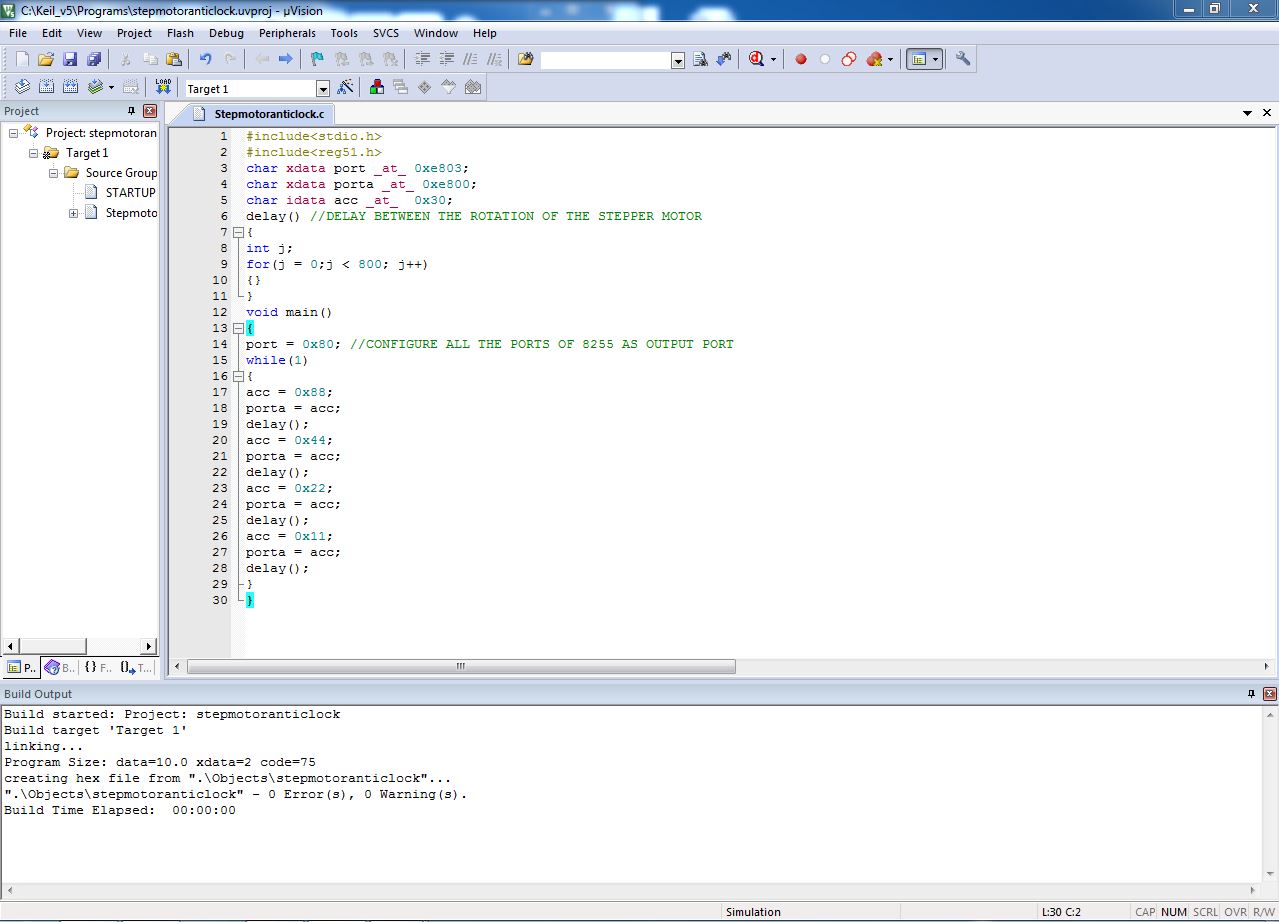 C:\Keil_v5\Programs\stepmotoranticlock.uvproj - µVision
File Edit View Project Flash Debug Peripherals Tools SVCS Window Help
LOAD Target 1
Project
Project: stepmotoran
Target 1
Source Group
STARTUP
Stepmoto
P.. B.. {} F.. T...
Stepmotoranticlock.c
1 #include<stdio.h>
2 #include<reg51.h>
3 char xdata port _at_ 0xe803;
4 char xdata porta _at_ 0xe800;
5 char idata acc _at_ 0x30;
6 delay() //DELAY BETWEEN THE ROTATION OF THE STEPPER MOTOR
7 {
8 int j;
9 for(j = 0;j < 800; j++)
10 {}
11 }
12 void main()
13 {
14 port = 0x80; //CONFIGURE ALL THE PORTS OF 8255 AS OUTPUT PORT
15 while(1)
16 {
17 acc = 0x88;
18 porta = acc;
19 delay();
20 acc = 0x44;
21 porta = acc;
22 delay();
23 acc = 0x22;
24 porta = acc;
25 delay();
26 acc = 0x11;
27 porta = acc;
28 delay();
29 }
30 }
Build Output
Build started: Project: stepmotoranticlock
Build target 'Target 1'
linking...
Program Size: data=10.0 xdata=2 code=75
creating hex file from ".\Objects\stepmotoranticlock"...
".\Objects\stepmotoranticlock" - 0 Error(s), 0 Warning(s).
Build Time Elapsed:  00:00:00
Simulation L:30 C:2 CAP NUM SCRL OVR R/W